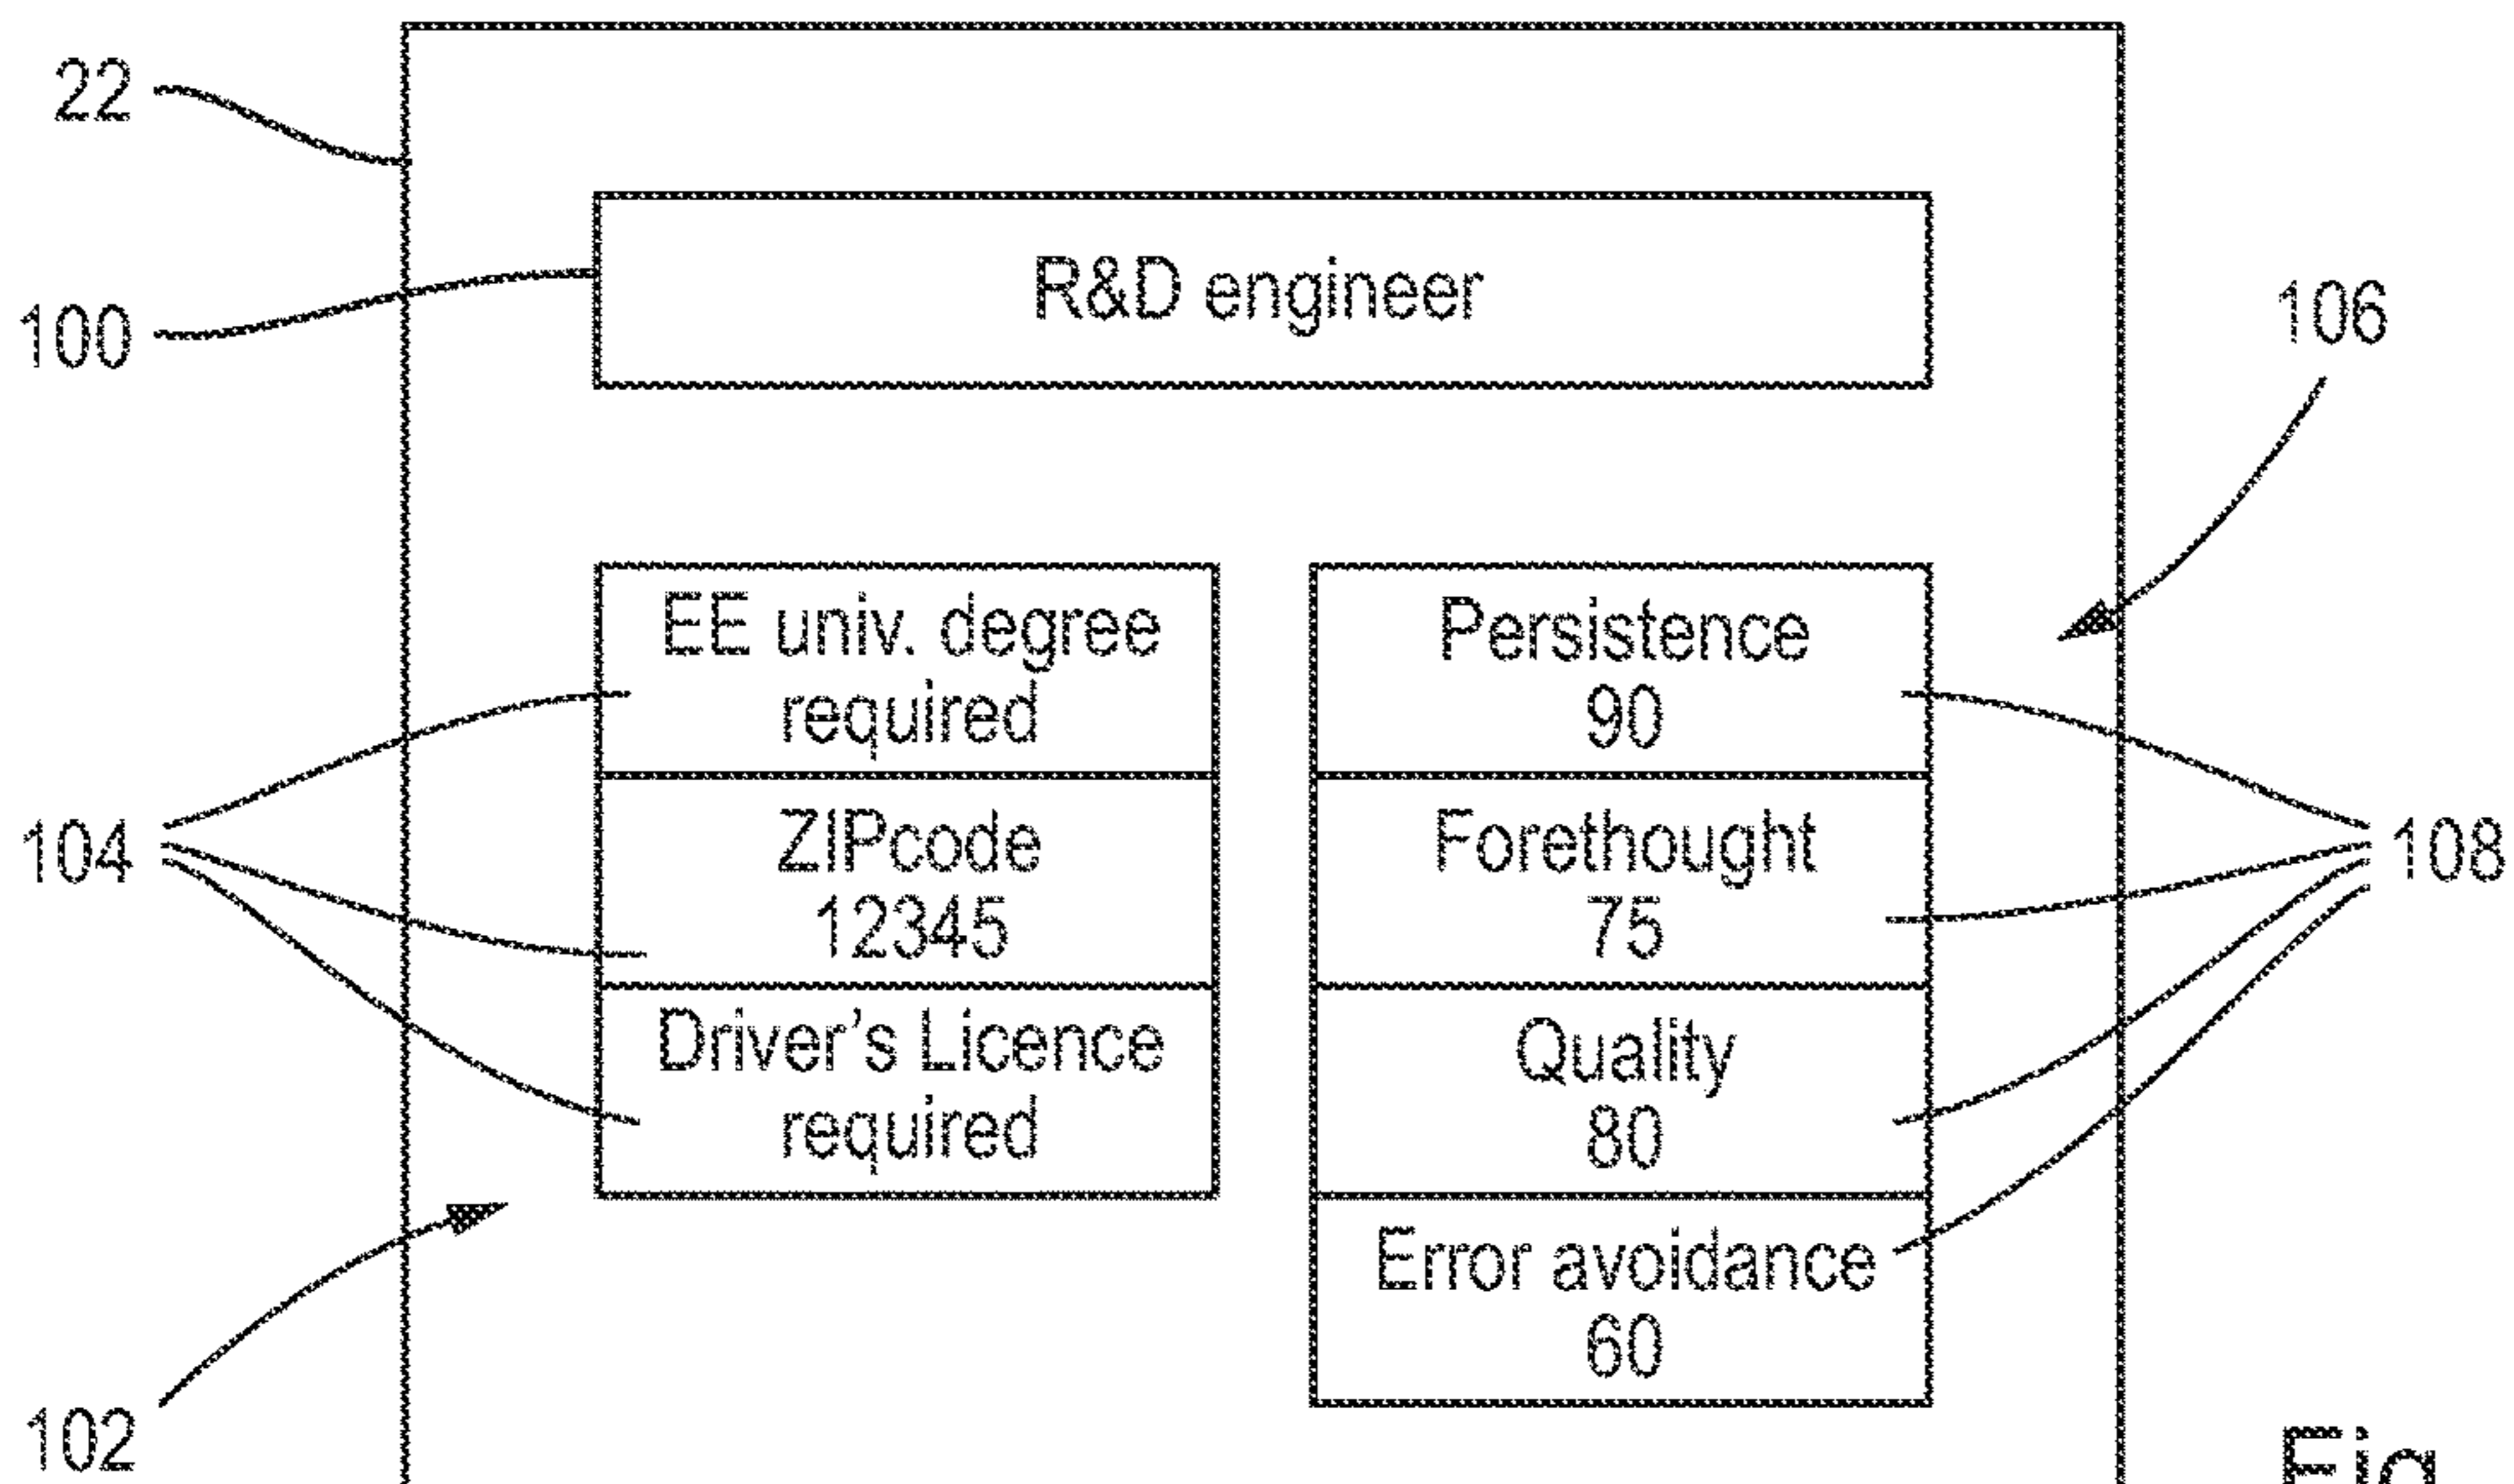 22
R&D engineer
100
106
EE univ. degree
required
Persistence
90
104
ZIPcode
12345
Forethought
75
108
Driver's Licence
required
Quality
80
Error avoidance
60
102
Fig